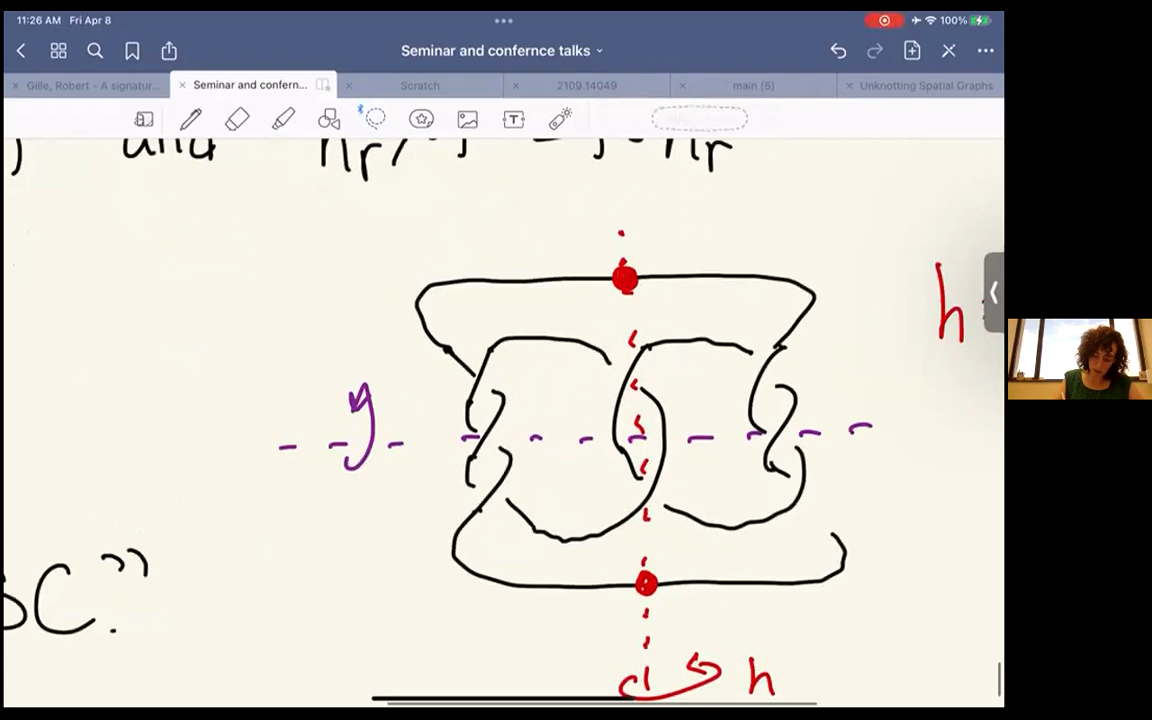 11:26 AM Fri Apr 8
100%
Seminar and confernce talks
Gille, Robert - A signatur...
Seminar and confern...
Scratch
2109.14049
main (5)
Unknotting Spatial Graphs
and
h
g
C."
h